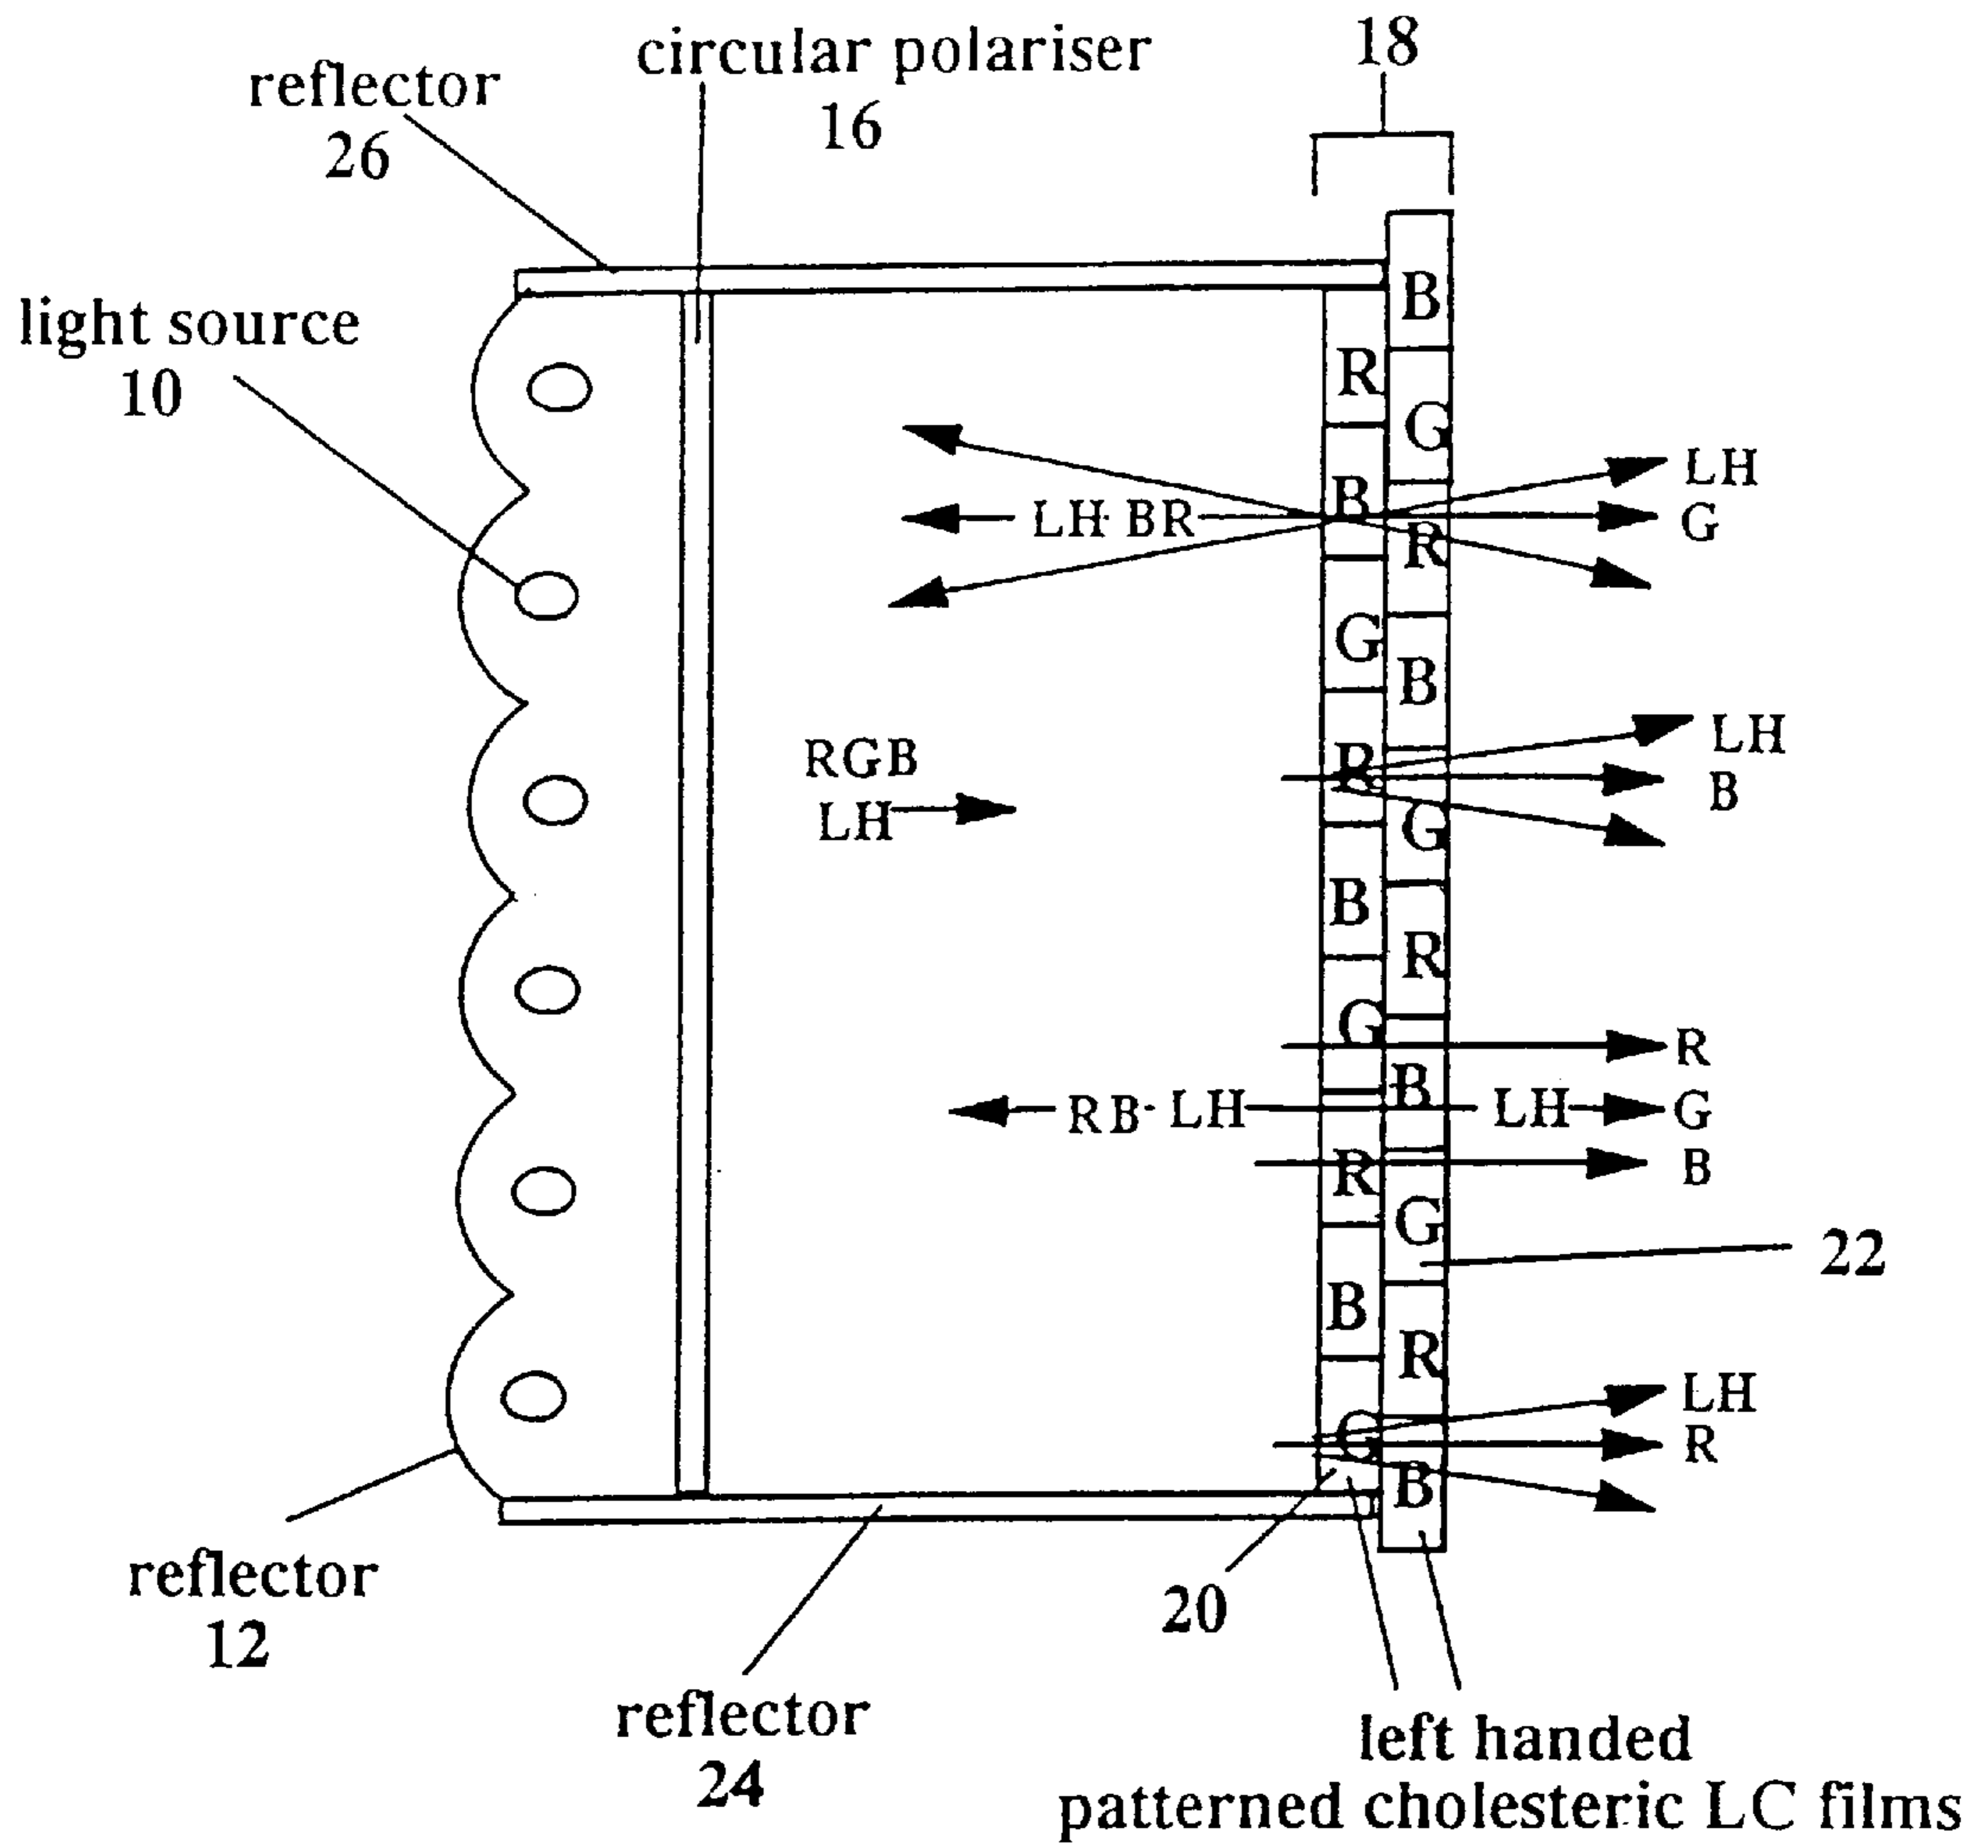 circular polariser
16
18
reflector
26
light source
10
B
R
G
LH
B
LH BR
G
R
G
B
LH
RGB
R
B
LH
G
B
R
G
R
B
RB LH
LH
G
R
B
G
22
B
R
LH
G
R
B
reflector
12
20
reflector
24
left handed
patterned cholesteric LC films